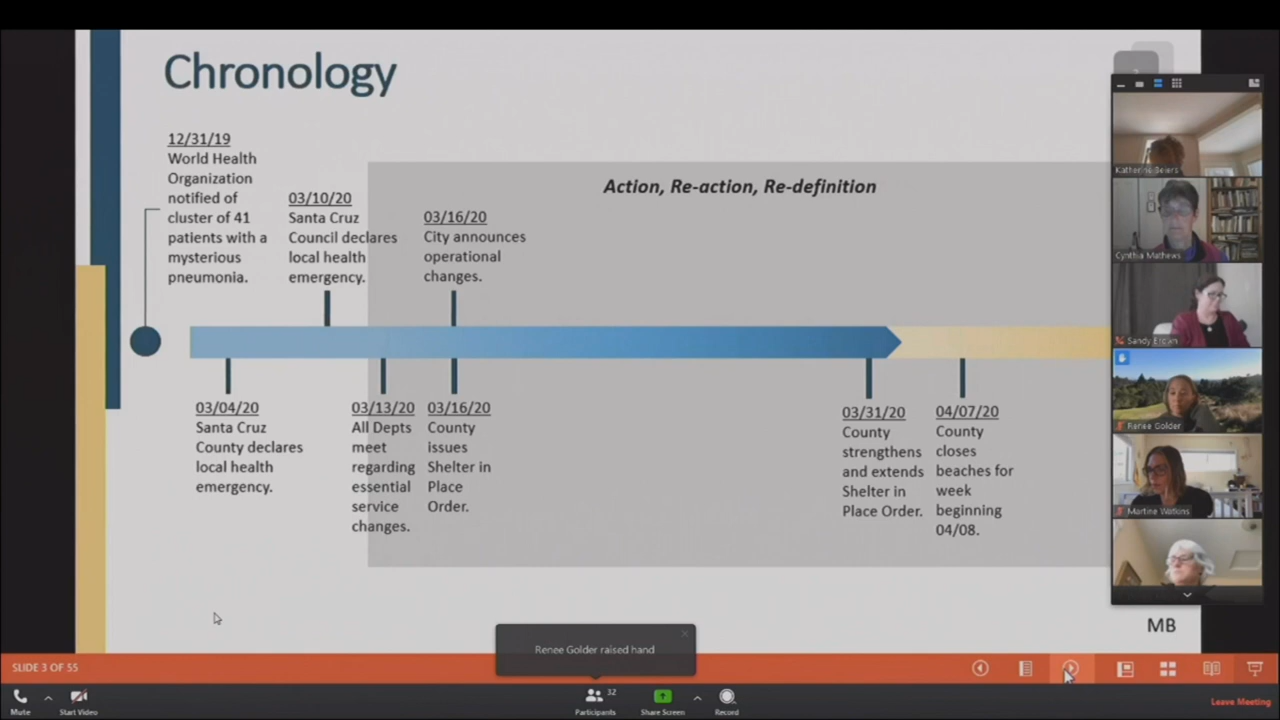 Chronology
12/31/19
World Health
Organization
notified of
cluster of 41
patients with a
mysterious
pneumonia.
03/10/20
Santa Cruz
Council declares
local health
emergency.
03/16/20
City announces
operational
changes.
Action, Re-action, Re-definition
03/04/20
Santa Cruz
County declares
local health
emergency.
03/13/20
All Depts
meet
regarding
essential
service
changes.
03/16/20
County
issues
Shelter in
Place
Order.
03/31/20
County
strengthens
and extends
Shelter in
Place Order.
04/07/20
County
closes
beaches for
week
beginning
04/08.
MB
Katherine Beiers
Cynthia Mathews
Sandy Brown
Renee Golder
Martine Watkins
Renee Golder raised hand
SLIDE 3 OF 55
Mute
Start Video
32
Participants
Share Screen
Record
Leave Meeting